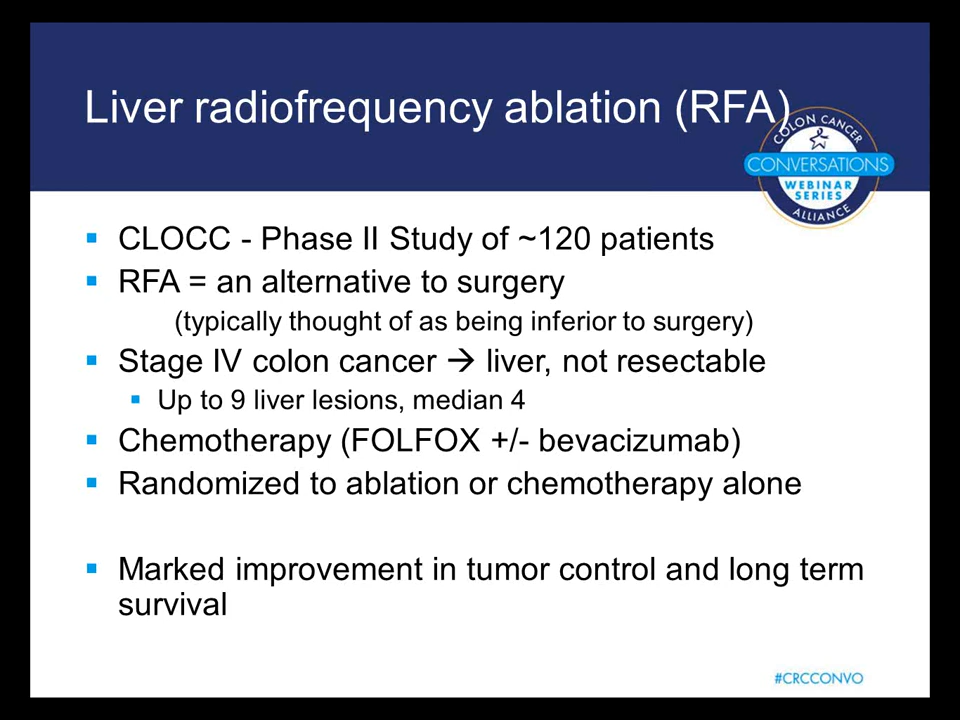 Liver radiofrequency ablation (RFA)
COLON CANCER
CONVERSATIONS
WEBINAR
SERIES
ALLIANCE
▪ CLOCC - Phase II Study of ~120 patients
▪ RFA = an alternative to surgery
(typically thought of as being inferior to surgery)
▪ Stage IV colon cancer → liver, not resectable
▪ Up to 9 liver lesions, median 4
▪ Chemotherapy (FOLFOX +/- bevacizumab)
▪ Randomized to ablation or chemotherapy alone
▪ Marked improvement in tumor control and long term
survival
#CRCCONVO